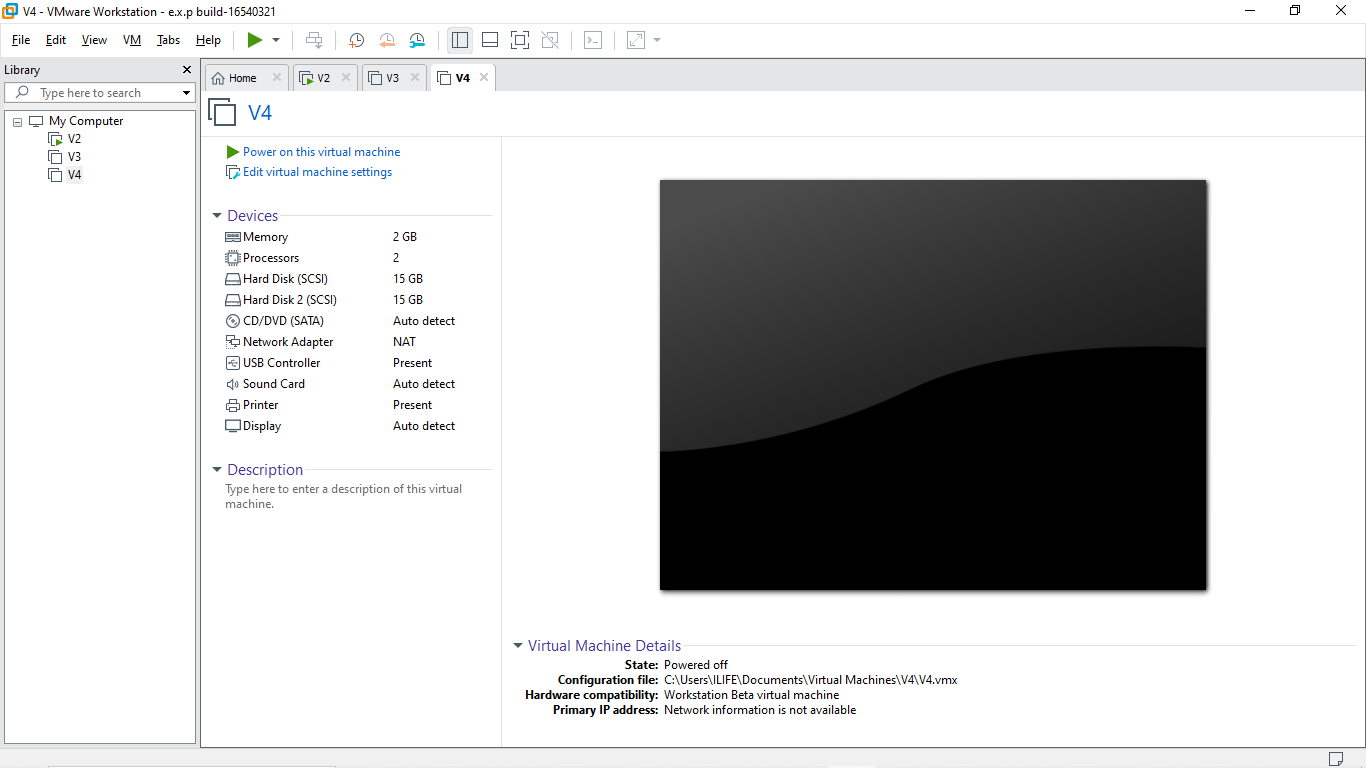 V4 - VMware Workstation - e.x.p build-16540321
File Edit View VM Tabs Help
Library
Type here to search
My Computer
V2
V3
V4
Home V2 V3 V4
V4
Power on this virtual machine
Edit virtual machine settings
Devices
Memory 2 GB
Processors 2
Hard Disk (SCSI) 15 GB
Hard Disk 2 (SCSI) 15 GB
CD/DVD (SATA) Auto detect
Network Adapter NAT
USB Controller Present
Sound Card Auto detect
Printer Present
Display Auto detect
Description
Type here to enter a description of this virtual
machine.
Virtual Machine Details
State: Powered off
Configuration file: C:\Users\ILIFE\Documents\Virtual Machines\V4\V4.vmx
Hardware compatibility: Workstation Beta virtual machine
Primary IP address: Network information is not available